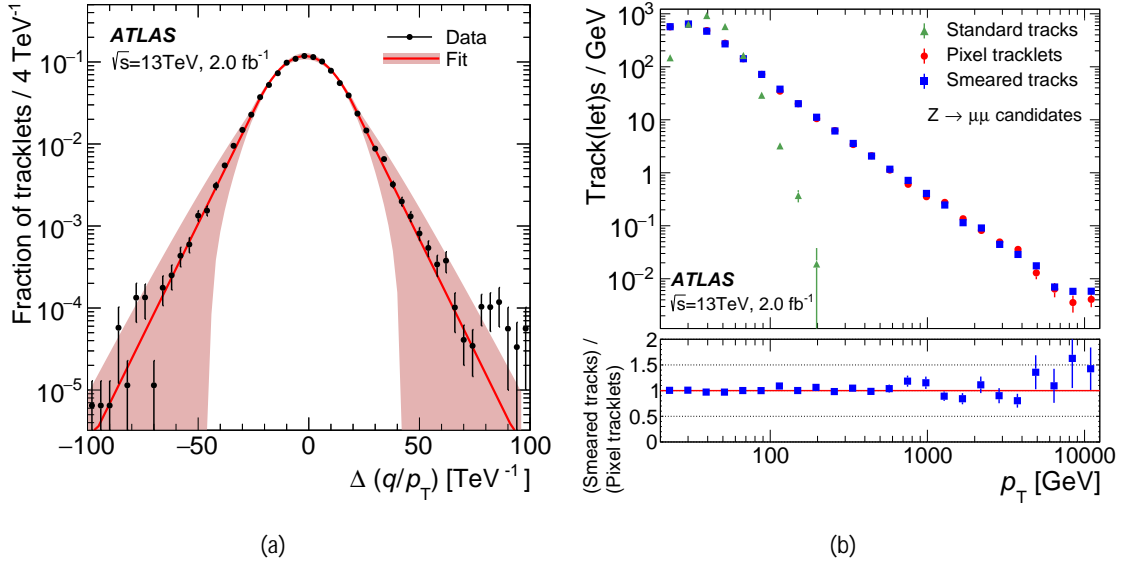 ATLAS
√s=13TeV, 2.0 fb⁻¹
Data
Fit
Fraction of tracklets / 4 TeV⁻¹
10⁻¹
10⁻²
10⁻³
10⁻⁴
10⁻⁵
−100 −50 0 50 100
Δ (q/p_T) [TeV⁻¹]
(a)
Track(let)s / GeV
10³
10²
10
1
10⁻¹
10⁻²
Standard tracks
Pixel tracklets
Smeared tracks
Z → μμ candidates
ATLAS
√s=13TeV, 2.0 fb⁻¹
(Smeared tracks) /
(Pixel tracklets)
2
1.5
1
0.5
0
100 1000 10000
p_T [GeV]
(b)